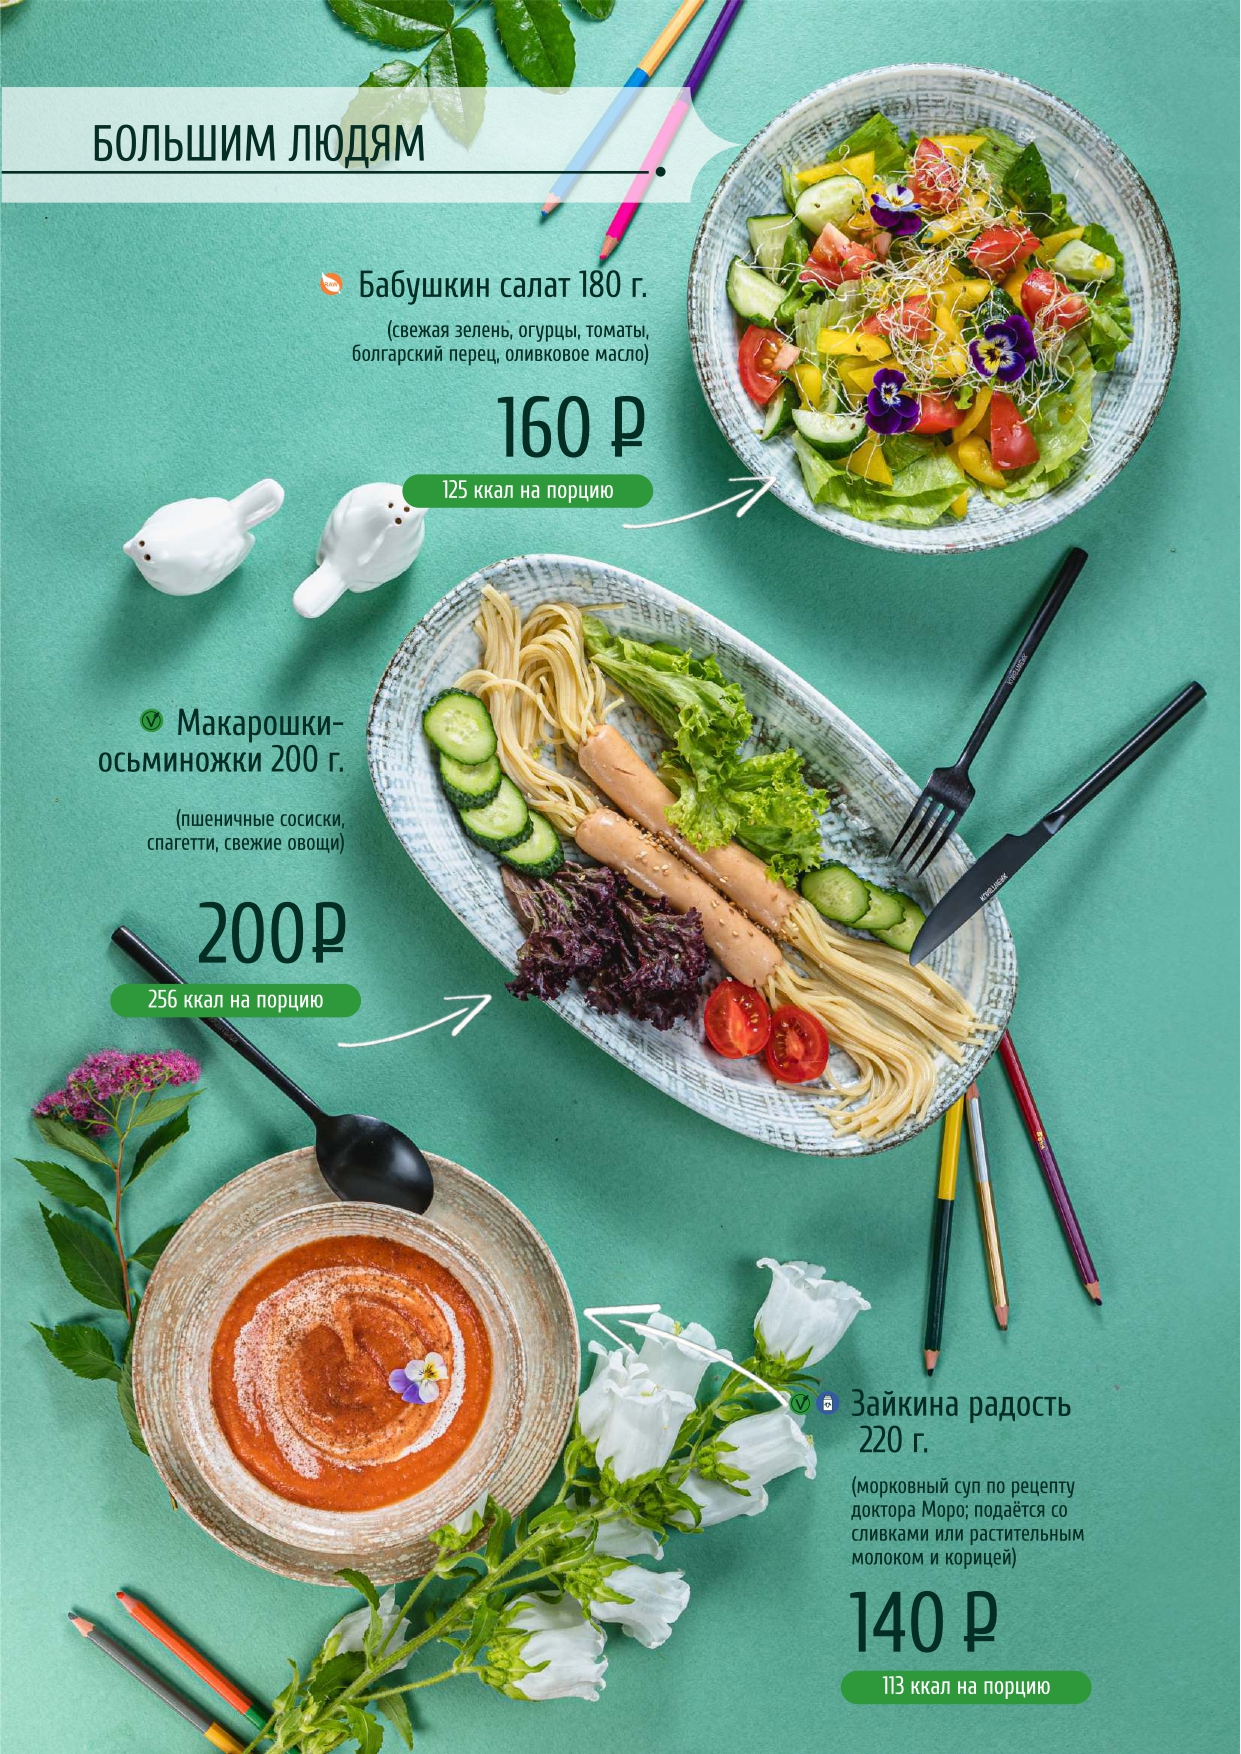 БОЛЬШИМ ЛЮДЯМ
RAW
Бабушкин салат 180 г.
(свежая зелень, огурцы, томаты,
болгарский перец, оливковое масло)
160 ₽
125 ккал на порцию
V Макарошки-
осьминожки 200 г.
(пшеничные сосиски,
спагетти, свежие овощи)
200₽
256 ккал на порцию
V Зайкина радость
220 г.
(морковный суп по рецепту
доктора Моро; подаётся со
сливками или растительным
молоком и корицей)
140 ₽
113 ккал на порцию